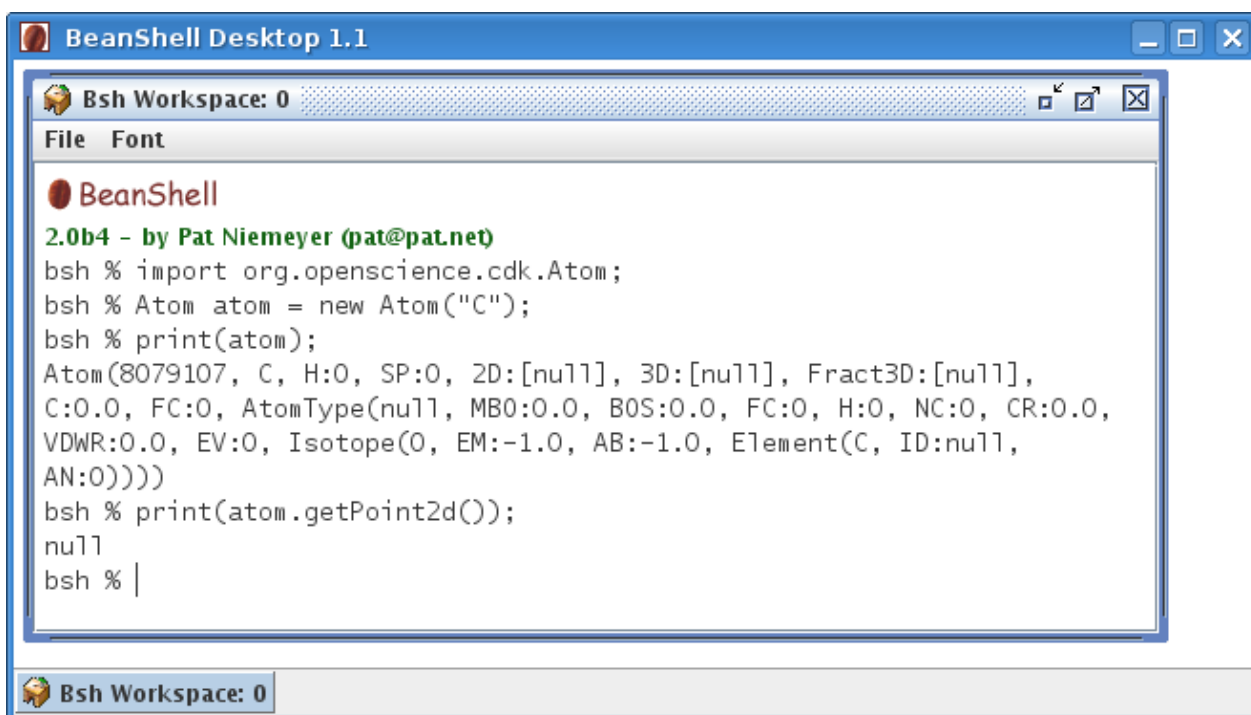 BeanShell Desktop 1.1
Bsh Workspace: 0
File Font
BeanShell
2.0b4 – by Pat Niemeyer (pat@pat.net)
bsh % import org.openscience.cdk.Atom;
bsh % Atom atom = new Atom("C");
bsh % print(atom);
Atom(8079107, C, H:0, SP:0, 2D:[null], 3D:[null], Fract3D:[null],
C:0.0, FC:0, AtomType(null, MBO:0.0, BOS:0.0, FC:0, H:0, NC:0, CR:0.0,
VDWR:0.0, EV:0, Isotope(0, EM:-1.0, AB:-1.0, Element(C, ID:null,
AN:0))))
bsh % print(atom.getPoint2d());
null
bsh %
Bsh Workspace: 0